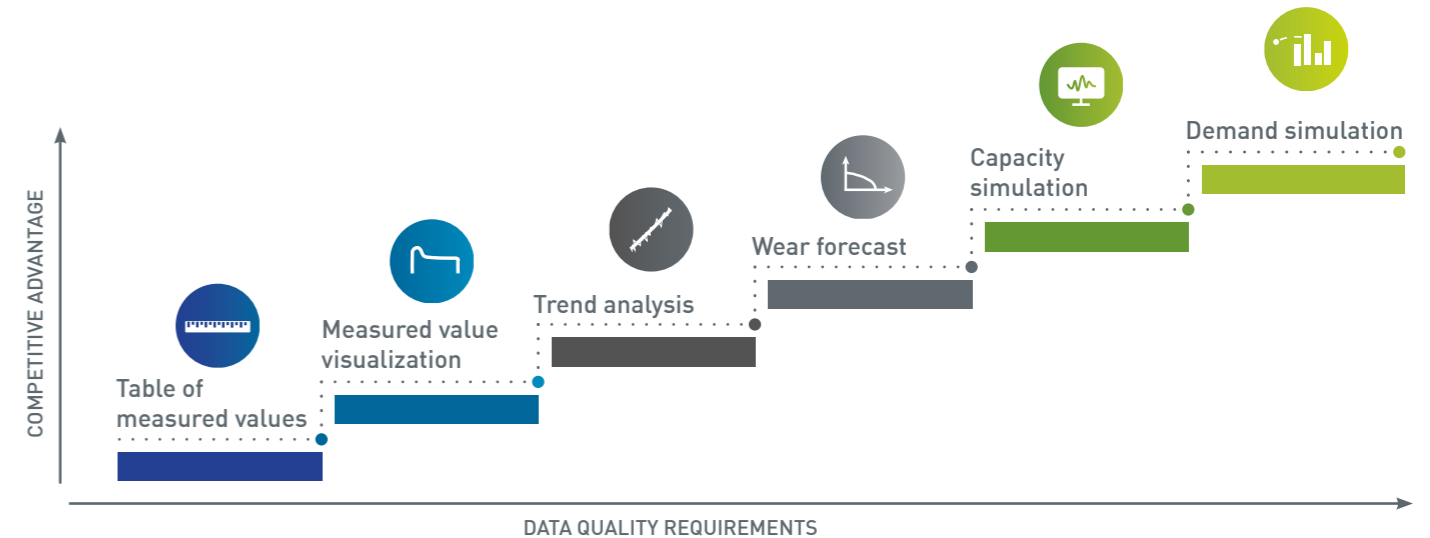 Demand simulation
Capacity
simulation
Wear forecast
Trend analysis
Measured value
visualization
Table of
measured values
COMPETITIVE ADVANTAGE
DATA QUALITY REQUIREMENTS